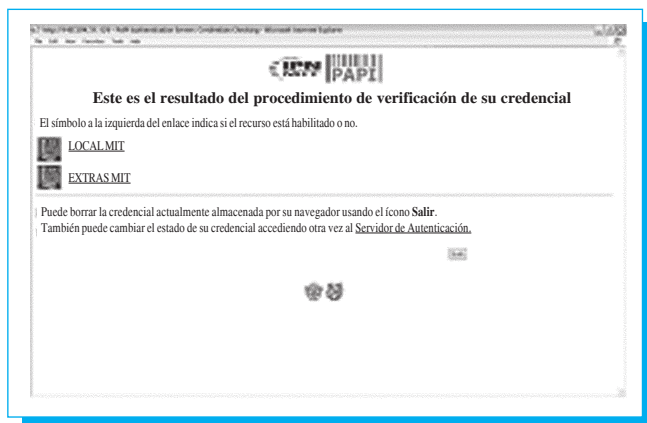 IPN PAPI
Este es el resultado del procedimiento de verificación de su credencial
El símbolo a la izquierda del enlace indica si el recurso está habilitado o no.
LOCAL MIT
EXTRAS MIT
Puede borrar la credencial actualmente almacenada por su navegador usando el ícono Salir.
También puede cambiar el estado de su credencial accediendo otra vez al Servidor de Autenticación.